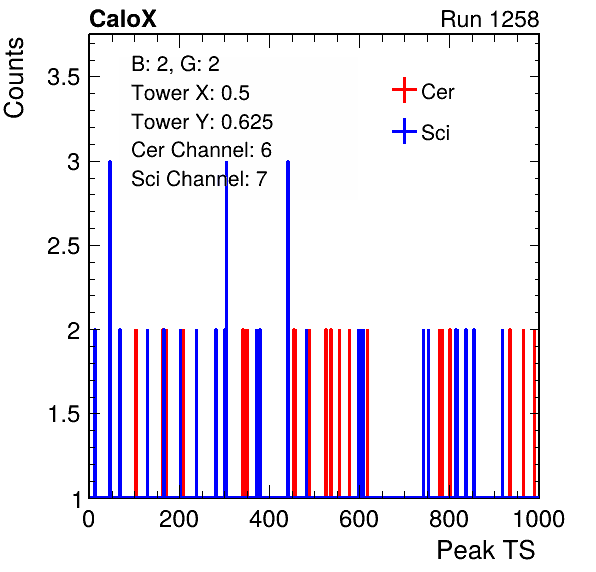 CaloX Run 1258
Counts
B: 2, G: 2
Tower X: 0.5
Tower Y: 0.625
Cer Channel: 6
Sci Channel: 7
Cer
Sci
3.5
3
2.5
2
1.5
1
0 200 400 600 800 1000
Peak TS